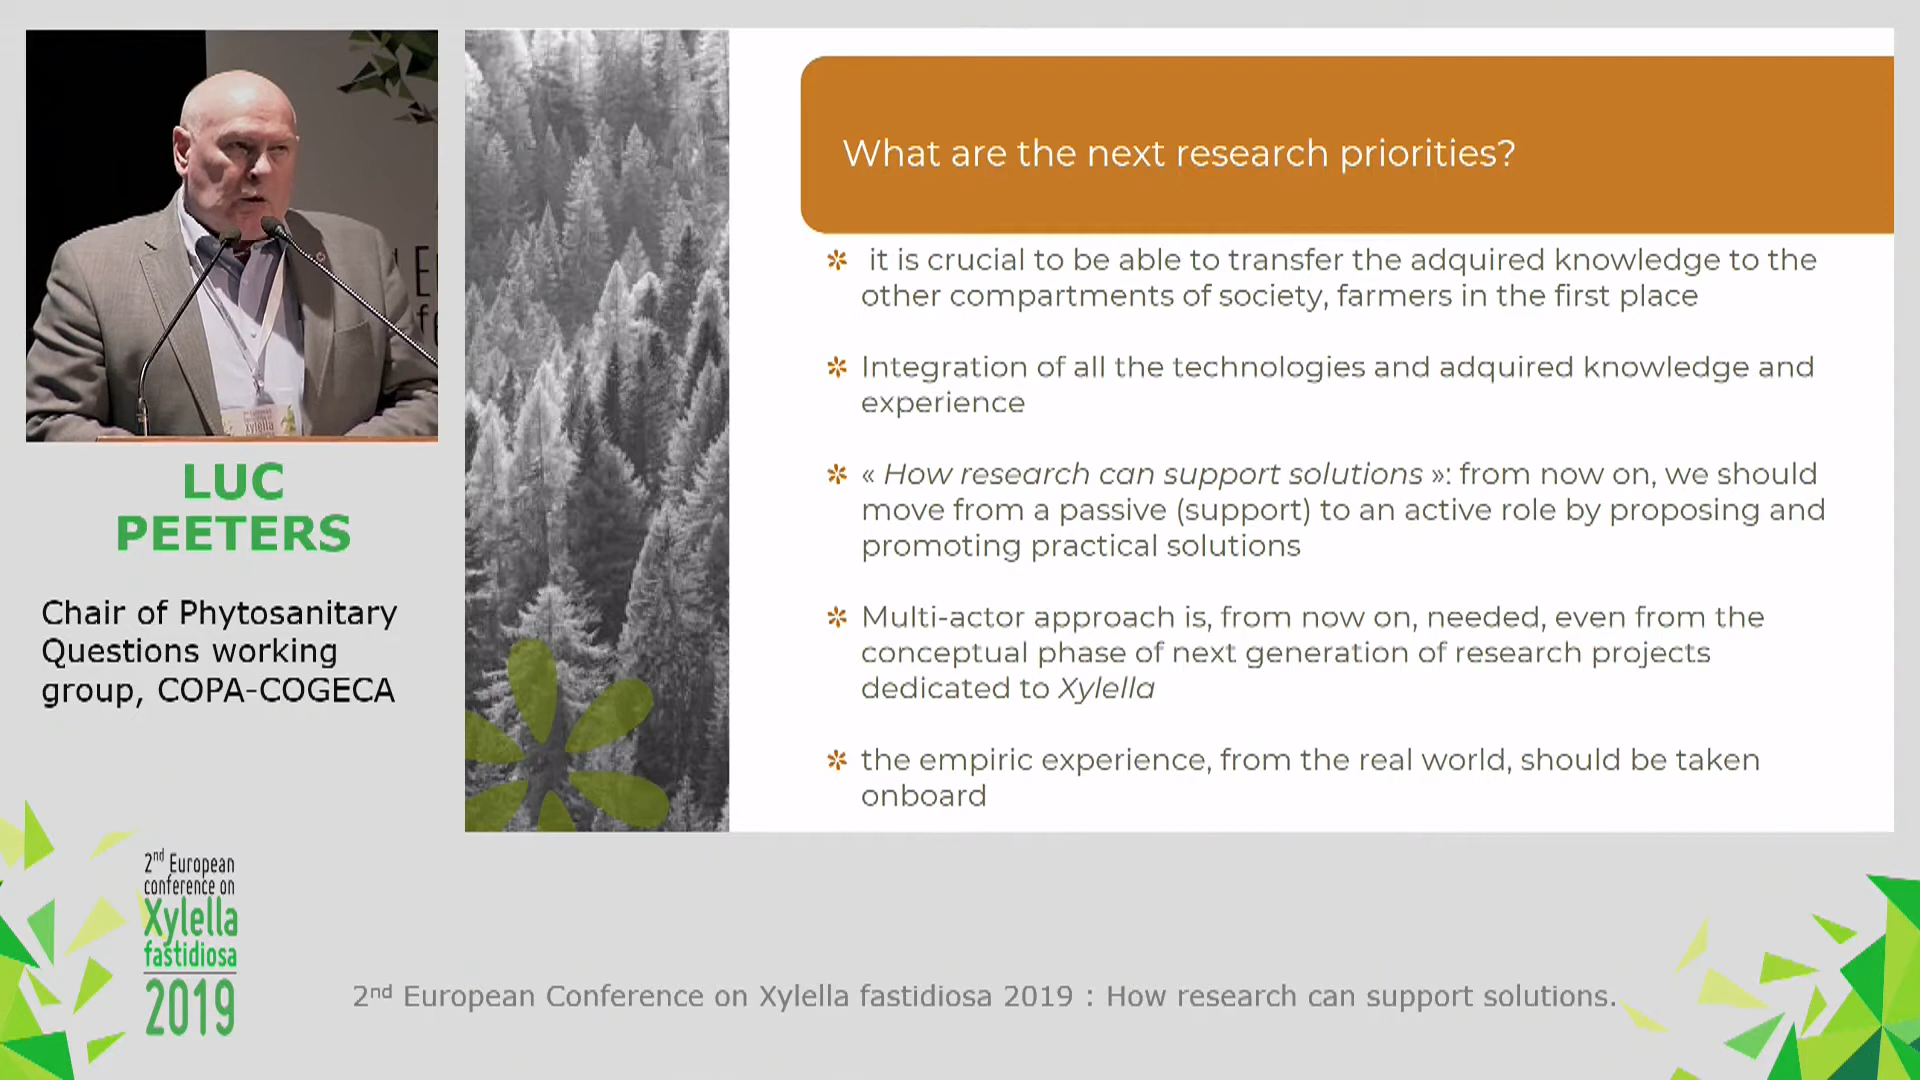 LUC
PEETERS
Chair of Phytosanitary
Questions working
group, COPA-COGECA
What are the next research priorities?
it is crucial to be able to transfer the adquired knowledge to the
other compartments of society, farmers in the first place
Integration of all the technologies and adquired knowledge and
experience
« How research can support solutions »: from now on, we should
move from a passive (support) to an active role by proposing and
promoting practical solutions
Multi-actor approach is, from now on, needed, even from the
conceptual phase of next generation of research projects
dedicated to Xylella
the empiric experience, from the real world, should be taken
onboard
2nd European
conference on
Xylella
fastidiosa
2019
2nd European Conference on Xylella fastidiosa 2019 : How research can support solutions.